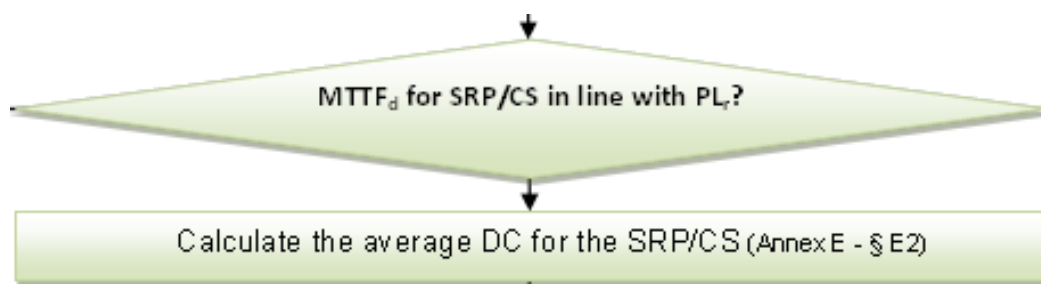 MTTFd for SRP/CS in line with PLr?
Calculate the average DC for the SRP/CS (Annex E - § E2)